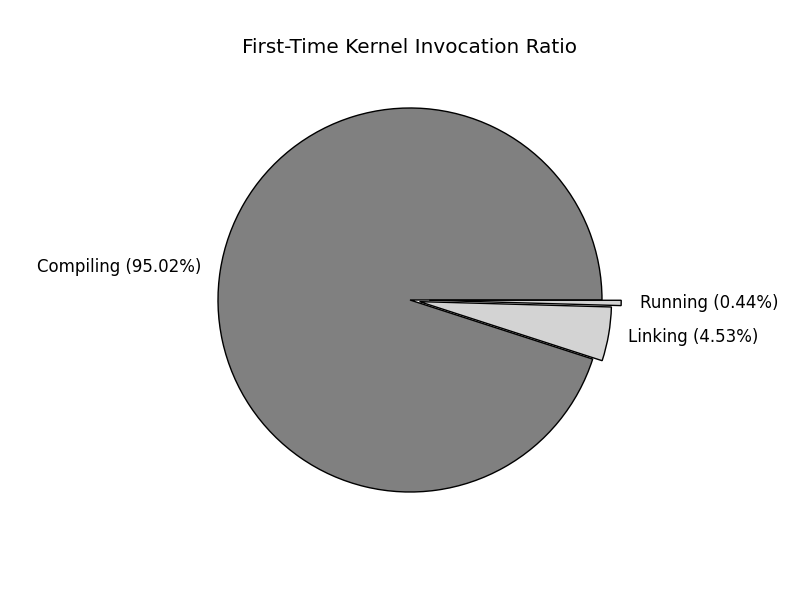 First-Time Kernel Invocation Ratio
Compiling (95.02%)
Running (0.44%)
Linking (4.53%)